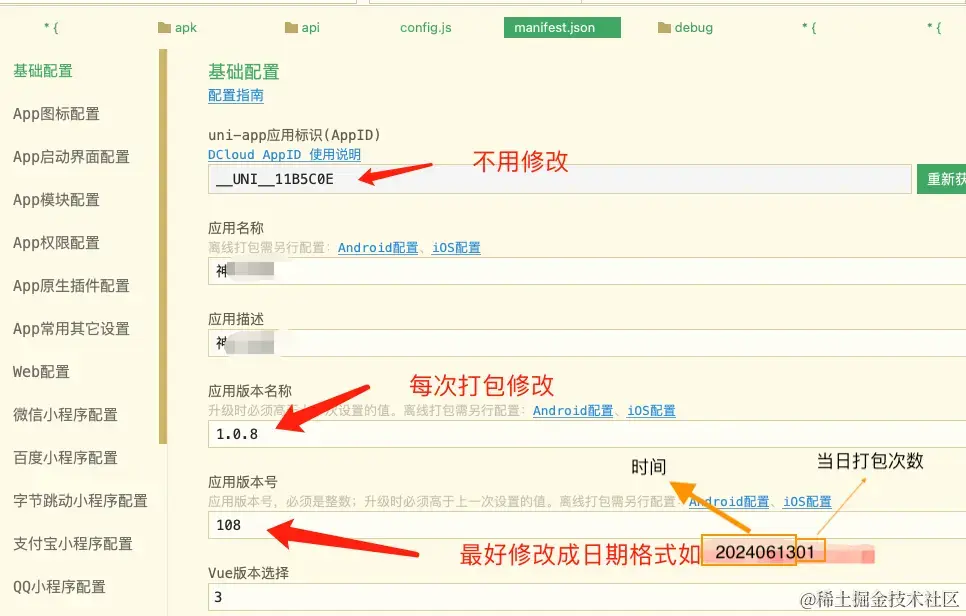 * {
apk
api
config.js
manifest.json
debug
* {
* {
基础配置
App图标配置
App启动界面配置
App模块配置
App权限配置
App原生插件配置
App常用其它设置
Web配置
微信小程序配置
百度小程序配置
字节跳动小程序配置
支付宝小程序配置
QQ小程序配置
基础配置
配置指南
uni-app应用标识(AppID)
DCloud AppID 使用说明
不用修改
__UNI__11B5C0E
重新获
应用名称
离线打包需另行配置: Android配置、iOS配置
神
应用描述
神
每次打包修改
应用版本名称
升级时必须高于上一次设置的值。离线打包需另行配置: Android配置、iOS配置
1.0.8
时间
当日打包次数
应用版本号
应用版本号,必须是整数;升级时必须高于上一次设置的值。离线打包需另行配置: Android配置、iOS配置
108
最好修改成日期格式如 2024061301
Vue版本选择
3
@稀土掘金技术社区